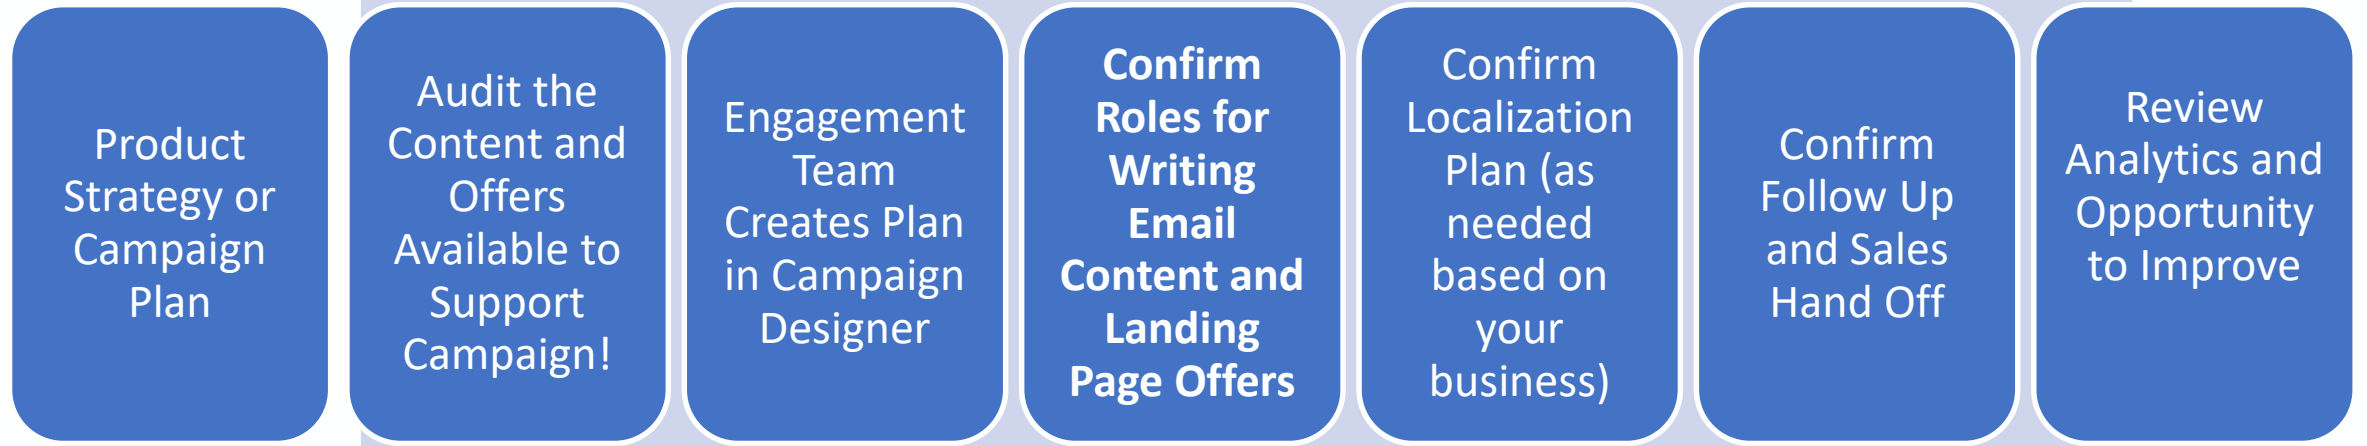 Product
Strategy or
Campaign
Plan
Audit the
Content and
Offers
Available to
Support
Campaign!
Engagement
Team
Creates Plan
in Campaign
Designer
Confirm
Roles for
Writing
Email
Content and
Landing
Page Offers
Confirm
Localization
Plan (as
needed
based on
your
business)
Confirm
Follow Up
and Sales
Hand Off
Review
Analytics and
Opportunity
to Improve